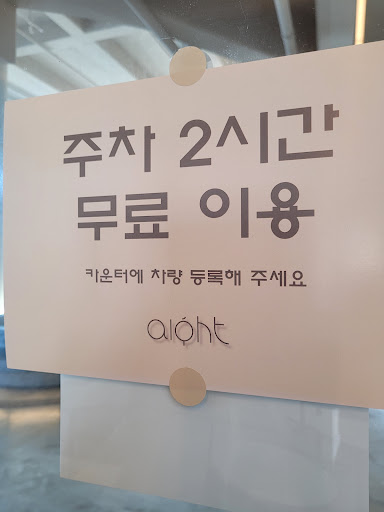 주차 2시간
무료 이용
카운터에 차량 등록해 주세요
aight